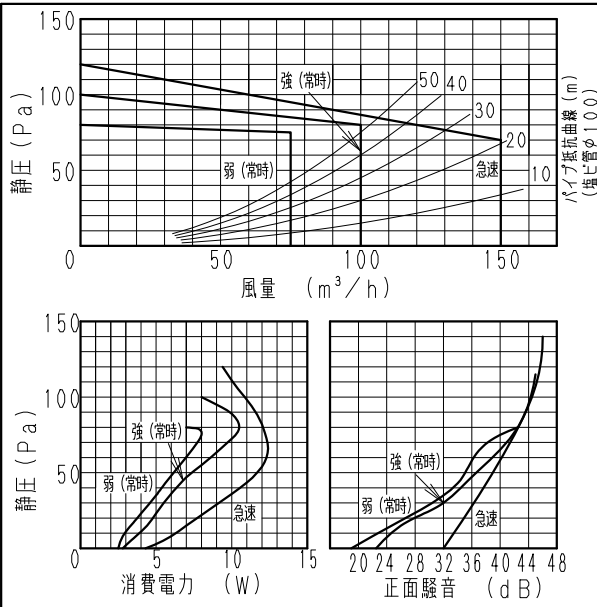 150
100
50
0
静圧 (Pa)
強 (常時)
弱 (常時)
急速
50
40
30
20
10
パイプ抵抗曲線 (m)
(塩ビ管φ100)
0
50
100
150
風量 (m³/h)
150
100
50
0
静圧 (Pa)
強 (常時)
弱 (常時)
急速
5
10
15
消費電力 (W)
強 (常時)
弱 (常時)
急速
20 24 28 32 36 40 44 48
正面騒音 (dB)